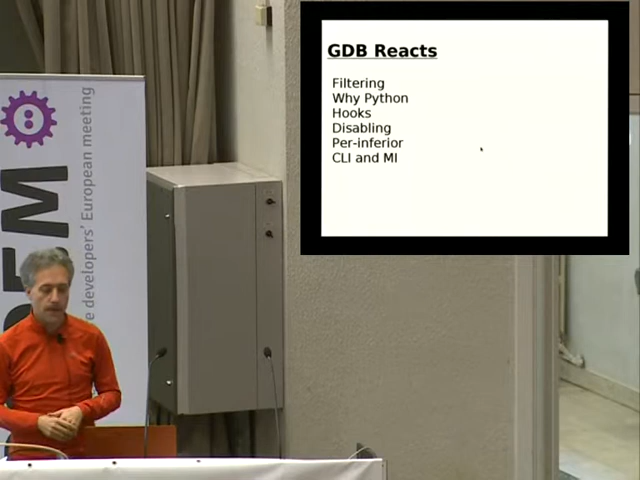 GDB Reacts
Filtering
Why Python
Hooks
Disabling
Per-inferior
CLI and MI
e developers' European meeting